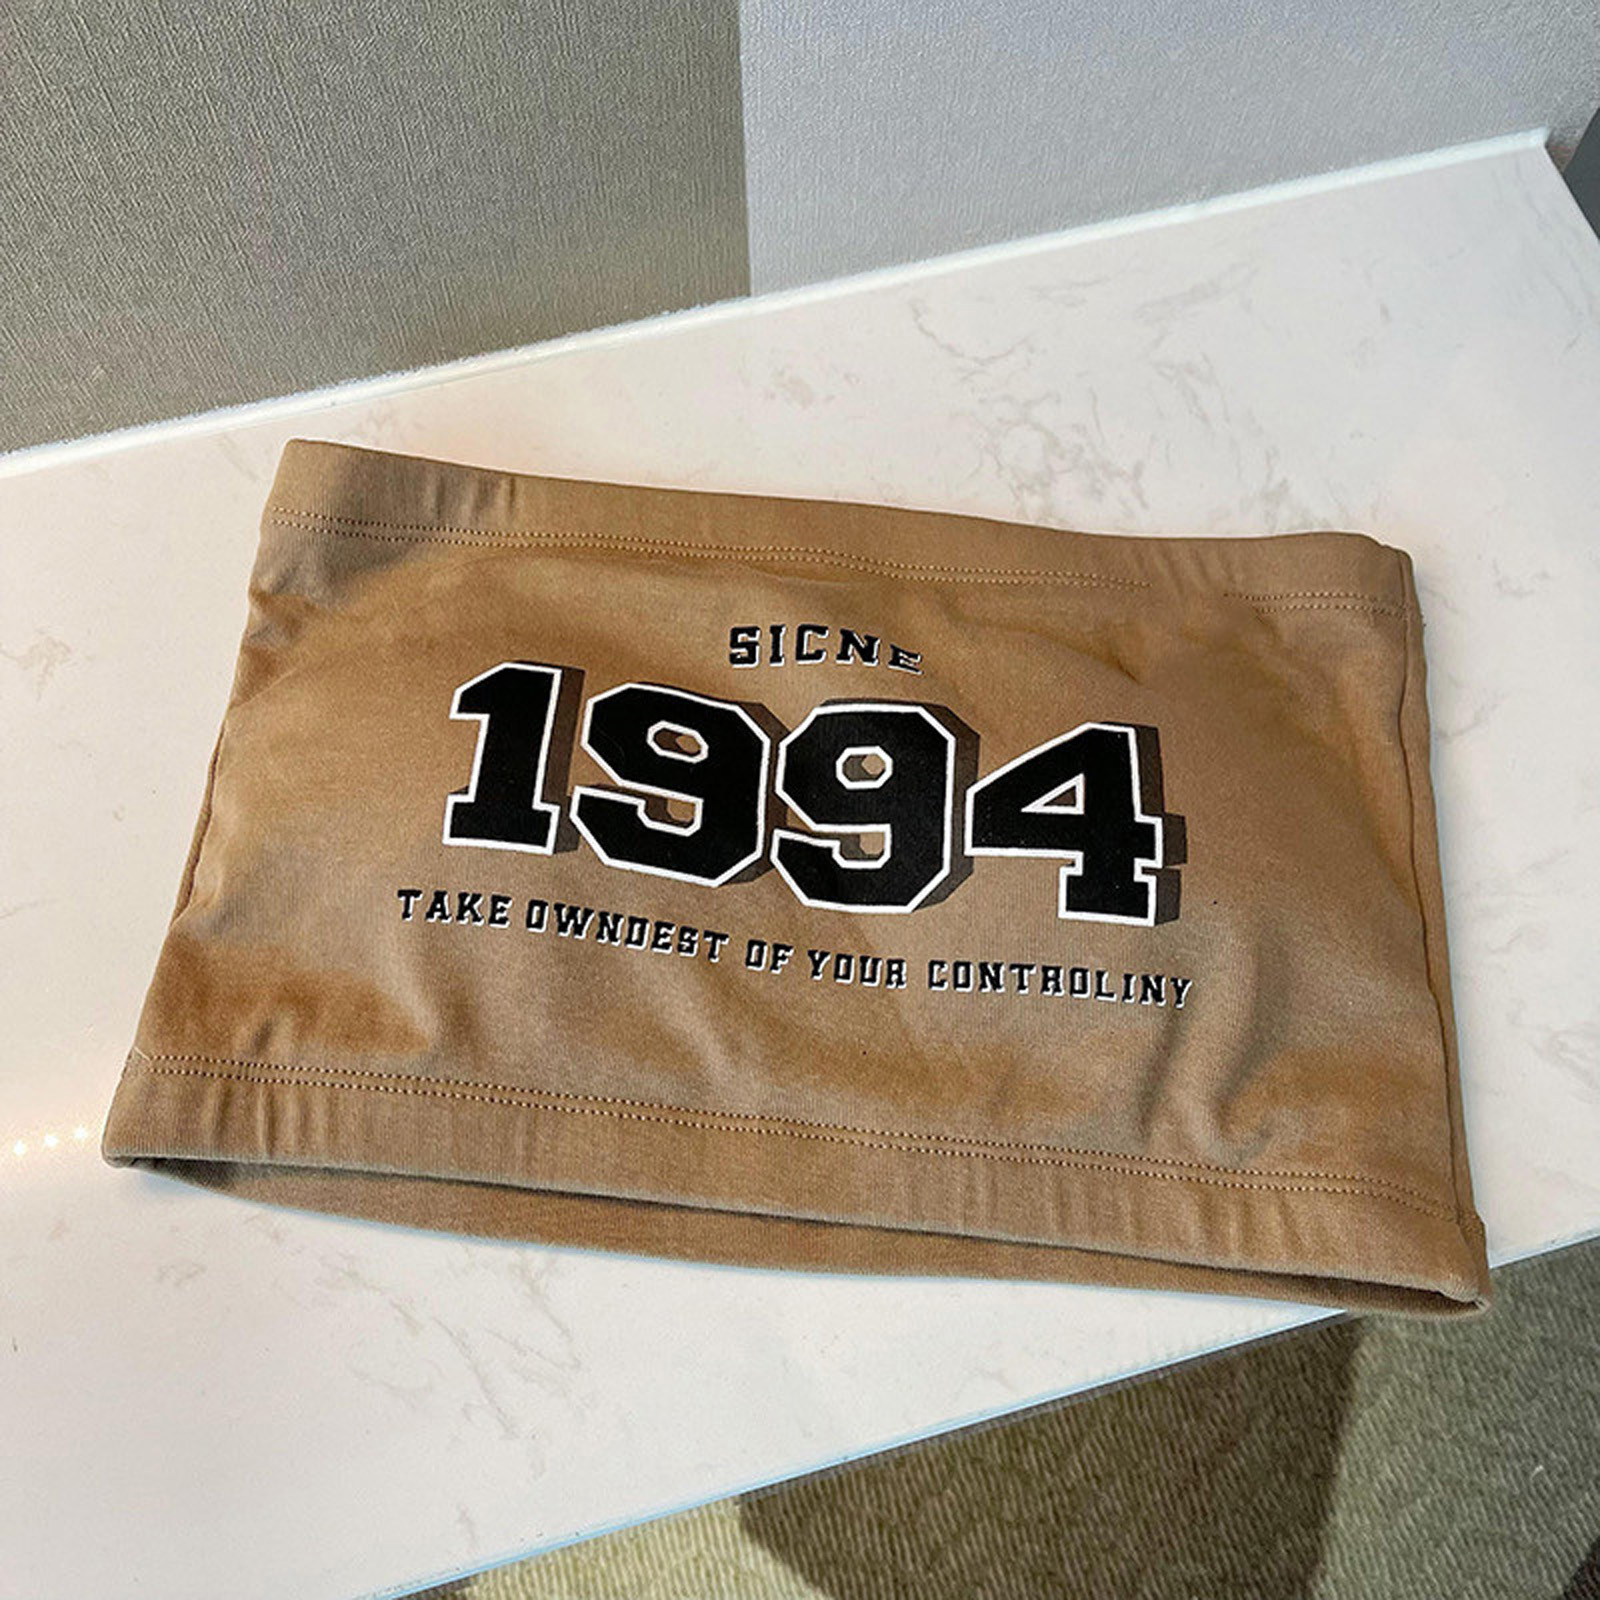 SICNE
1994
TAKE OWNDEST OF YOUR CONTROLINY